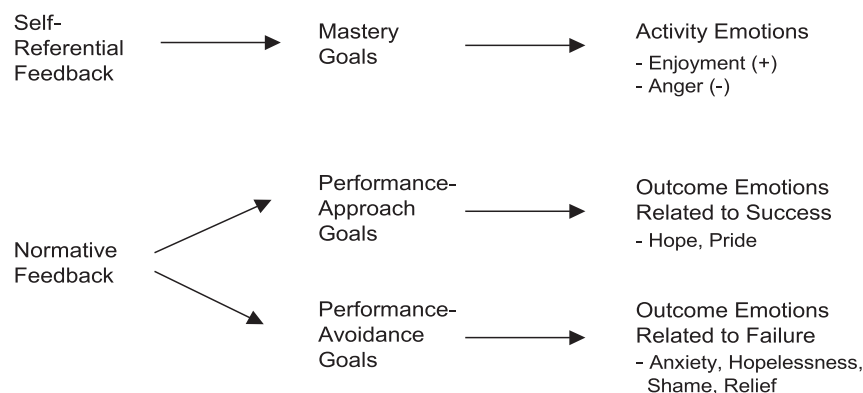 Self-
Referential
Feedback
Mastery
Goals
Activity Emotions
- Enjoyment (+)
- Anger (-)
Normative
Feedback
Performance-
Approach
Goals
Outcome Emotions
Related to Success
- Hope, Pride
Performance-
Avoidance
Goals
Outcome Emotions
Related to Failure
- Anxiety, Hopelessness,
Shame, Relief